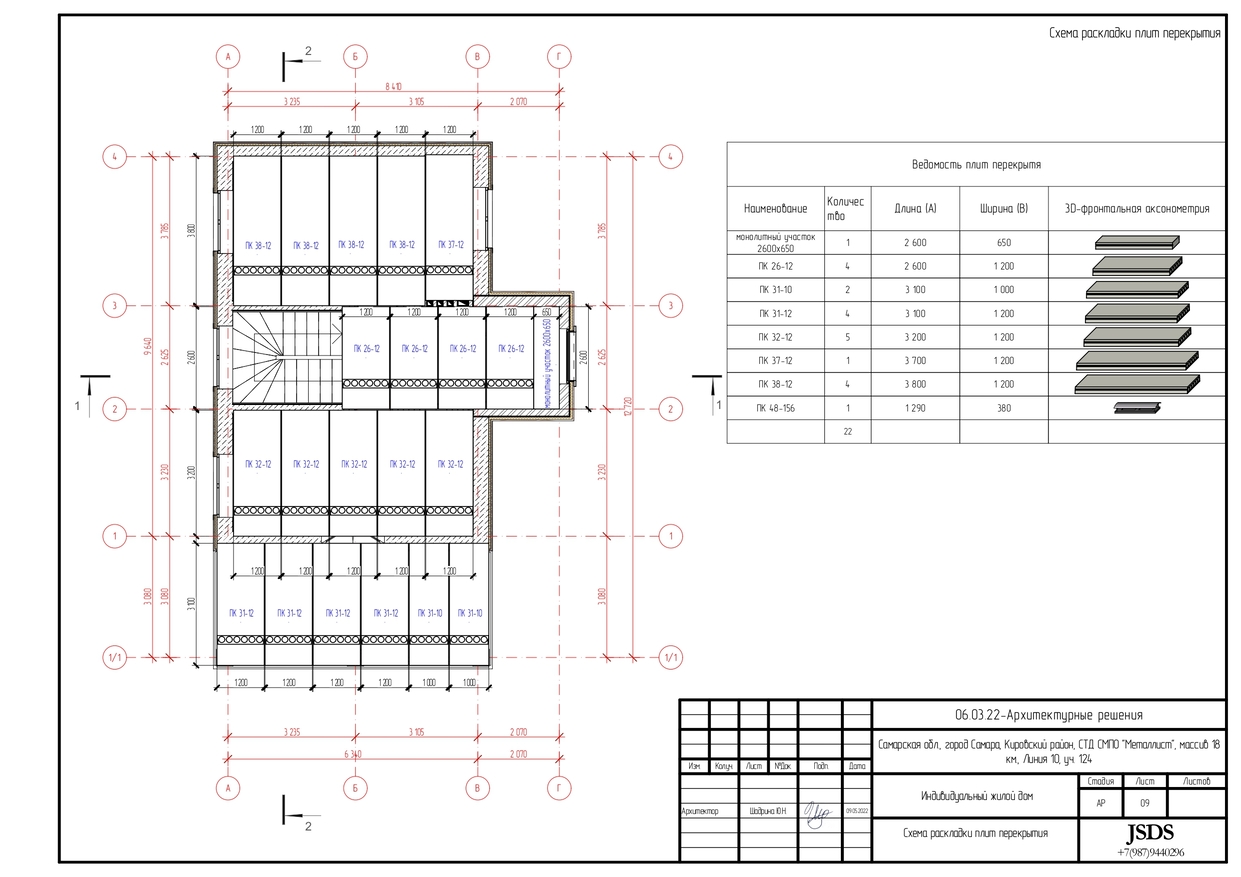 Схема раскладки плит перекрытия
А Б В Г
2
8 410
3 235 3 105 2 070
1 200 1 200 1 200 1 200 1 200
4 4
3 785 3 800 3 785
ПК 38-12 ПК 38-12 ПК 38-12 ПК 38-12 ПК 37-12
3 3
1 200 1 200 1 200 1 200 650
9 640 2 625 2 600 2 600 2 625
ПК 26-12 ПК 26-12 ПК 26-12 ПК 26-12 монолитный участок 2600х650
1 1
2 2
12 720
3 230 3 200 3 230
ПК 32-12 ПК 32-12 ПК 32-12 ПК 32-12 ПК 32-12
1 1
1 200 1 200 1 200 1 200 1 200
3 080 3 080 3 100 3 080
ПК 31-12 ПК 31-12 ПК 31-12 ПК 31-12 ПК 31-10 ПК 31-10
1/1 1/1
1 200 1 200 1 200 1 200 1 000 1 000
3 235 3 105 2 070
6 340 2 070
А Б В Г
2
Ведомость плит перекрытя
Наименование Количес тво Длина (А) Ширина (В) 3D-фронтальная аксонометрия
монолитный участок
2600х650 1 2 600 650
ПК 26-12 4 2 600 1 200
ПК 31-10 2 3 100 1 000
ПК 31-12 4 3 100 1 200
ПК 32-12 5 3 200 1 200
ПК 37-12 1 3 700 1 200
ПК 38-12 4 3 800 1 200
ПК 48-156 1 1 290 380
22
06.03.22-Архитектурные решения
Самарская обл., город Самара, Кировский район, СТД СМПО "Металлист", массив 18
км, Линия 10, уч. 124
Изм. Колуч. Лист №Док. Подп. Дата
Индивидуальный жилой дом
Стадия Лист Листов
АР 09
Архитектор Шадрина Ю.Н. 09.05.2022
Схема раскладки плит перекрытия
JSDS
+7(987)9440296